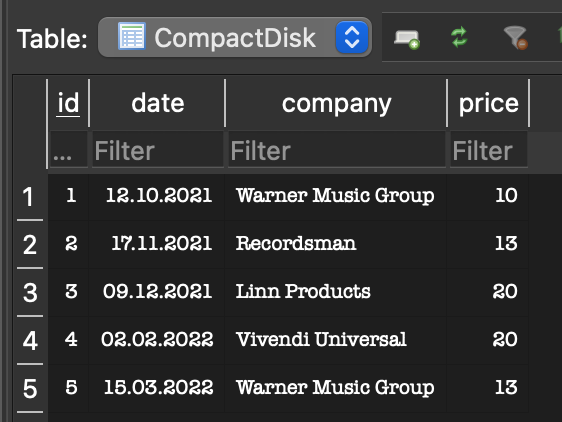 Table: CompactDisk
id date company price
... Filter Filter Filter
1 1 12.10.2021 Warner Music Group 10
2 2 17.11.2021 Recordsman 13
3 3 09.12.2021 Linn Products 20
4 4 02.02.2022 Vivendi Universal 20
5 5 15.03.2022 Warner Music Group 13